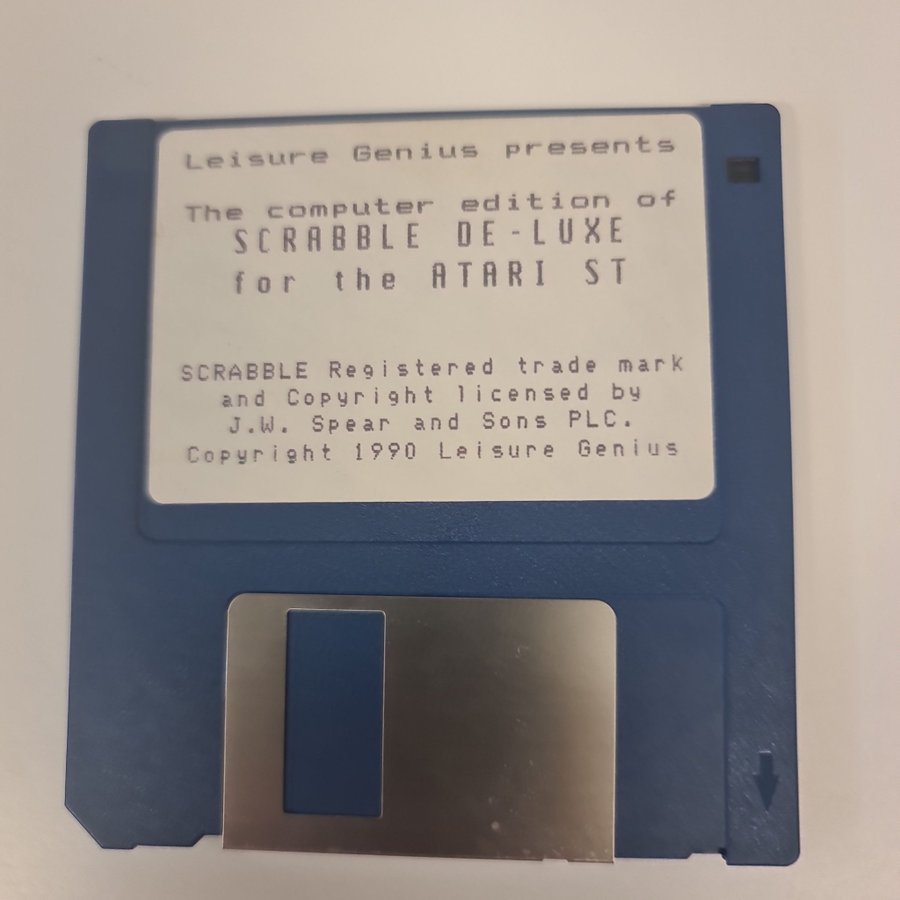 Leisure Genius presents
The computer edition of
SCRABBLE DE-LUXE
for the ATARI ST
SCRABBLE Registered trade mark
and Copyright licensed by
J.W. Spear and Sons PLC.
Copyright 1990 Leisure Genius